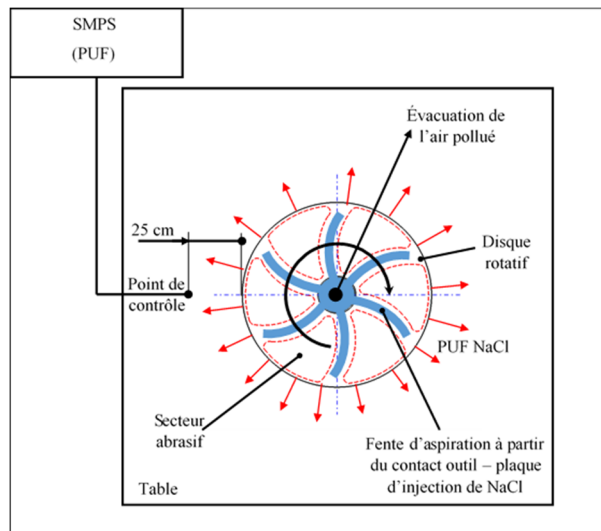 SMPS
(PUF)
Évacuation de
l'air pollué
25 cm
Disque
rotatif
Point de
contrôle
PUF NaCl
Secteur
abrasif
Fente d'aspiration à partir
du contact outil – plaque
d'injection de NaCl
Table